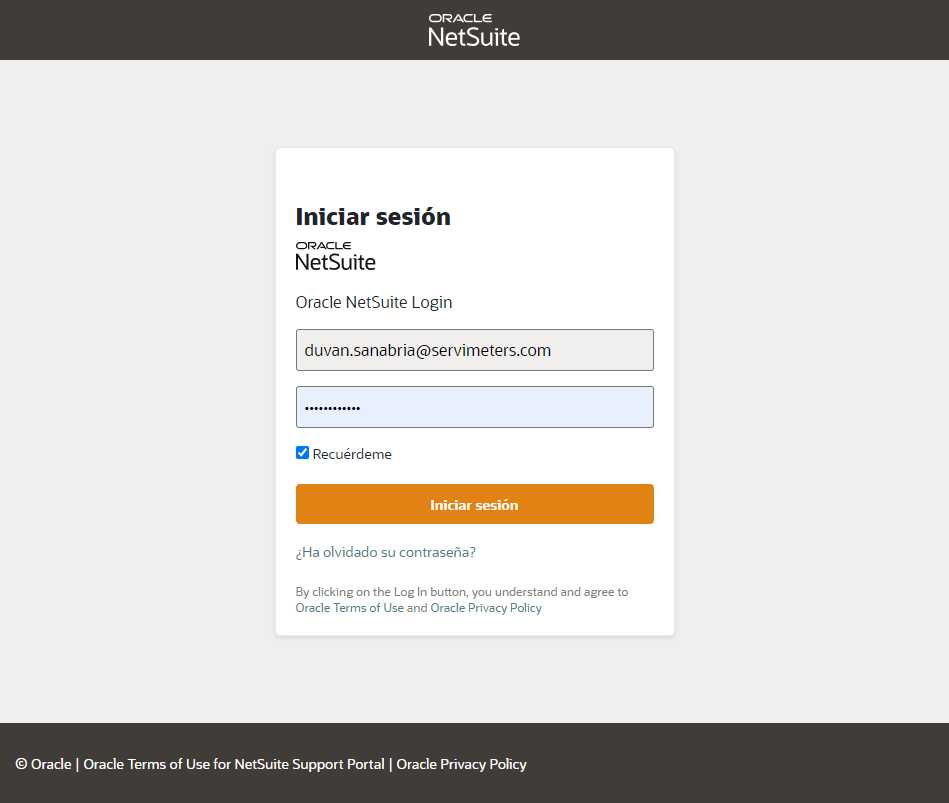 ORACLE
NetSuite
Iniciar sesión
ORACLE
NetSuite
Oracle NetSuite Login
duvan.sanabria@servimeters.com
••••••••••••
Recuérdeme
Iniciar sesión
¿Ha olvidado su contraseña?
By clicking on the Log In button, you understand and agree to
Oracle Terms of Use and Oracle Privacy Policy
© Oracle | Oracle Terms of Use for NetSuite Support Portal | Oracle Privacy Policy